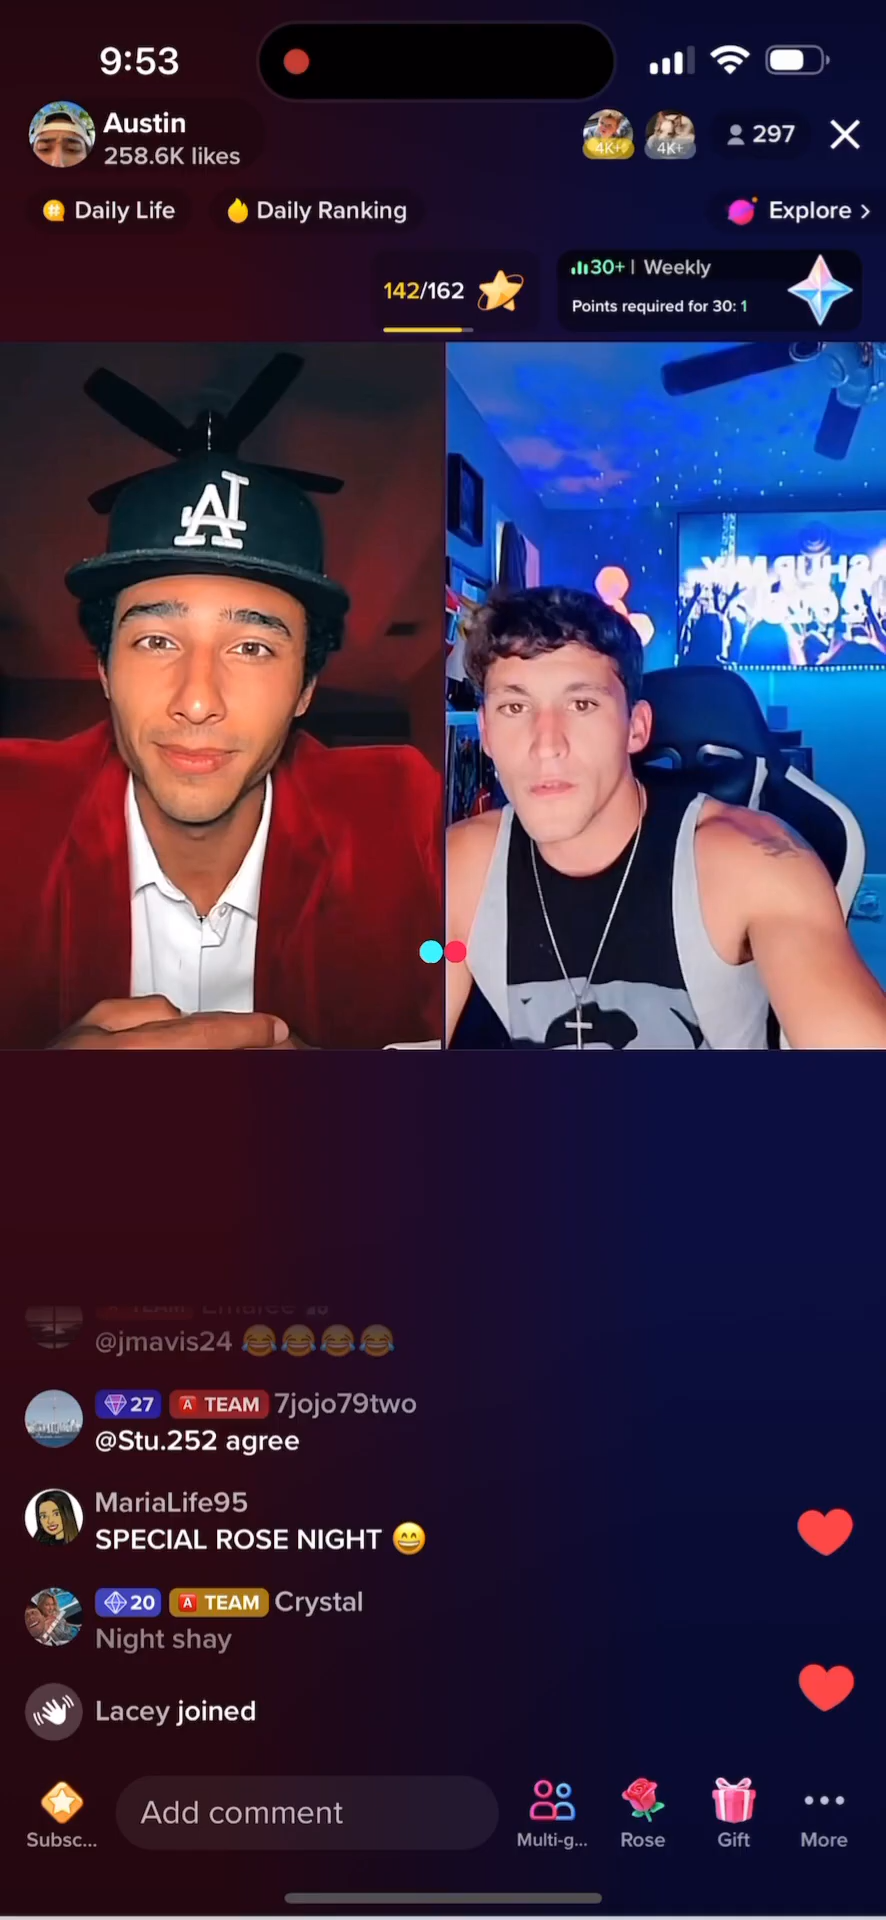 9:53
Austin
258.6K likes
4K+
4K+
297
Daily Life
Daily Ranking
Explore >
142/162
30+ | Weekly
Points required for 30: 1
LA
@jmavis24 😂😂😂😂
27 A TEAM 7jojo79two
@Stu.252 agree
MariaLife95
SPECIAL ROSE NIGHT 😄
20 A TEAM Crystal
Night shay
Lacey joined
Add comment
Subsc...
Multi-g...
Rose
Gift
More